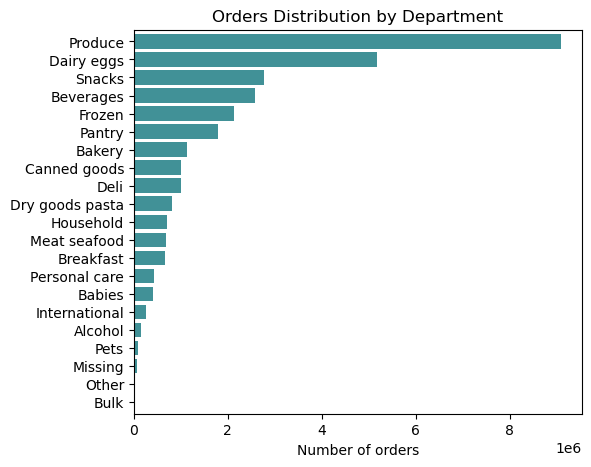 Orders Distribution by Department
Produce
Dairy eggs
Snacks
Beverages
Frozen
Pantry
Bakery
Canned goods
Deli
Dry goods pasta
Household
Meat seafood
Breakfast
Personal care
Babies
International
Alcohol
Pets
Missing
Other
Bulk
0 2 4 6 8
1e6
Number of orders